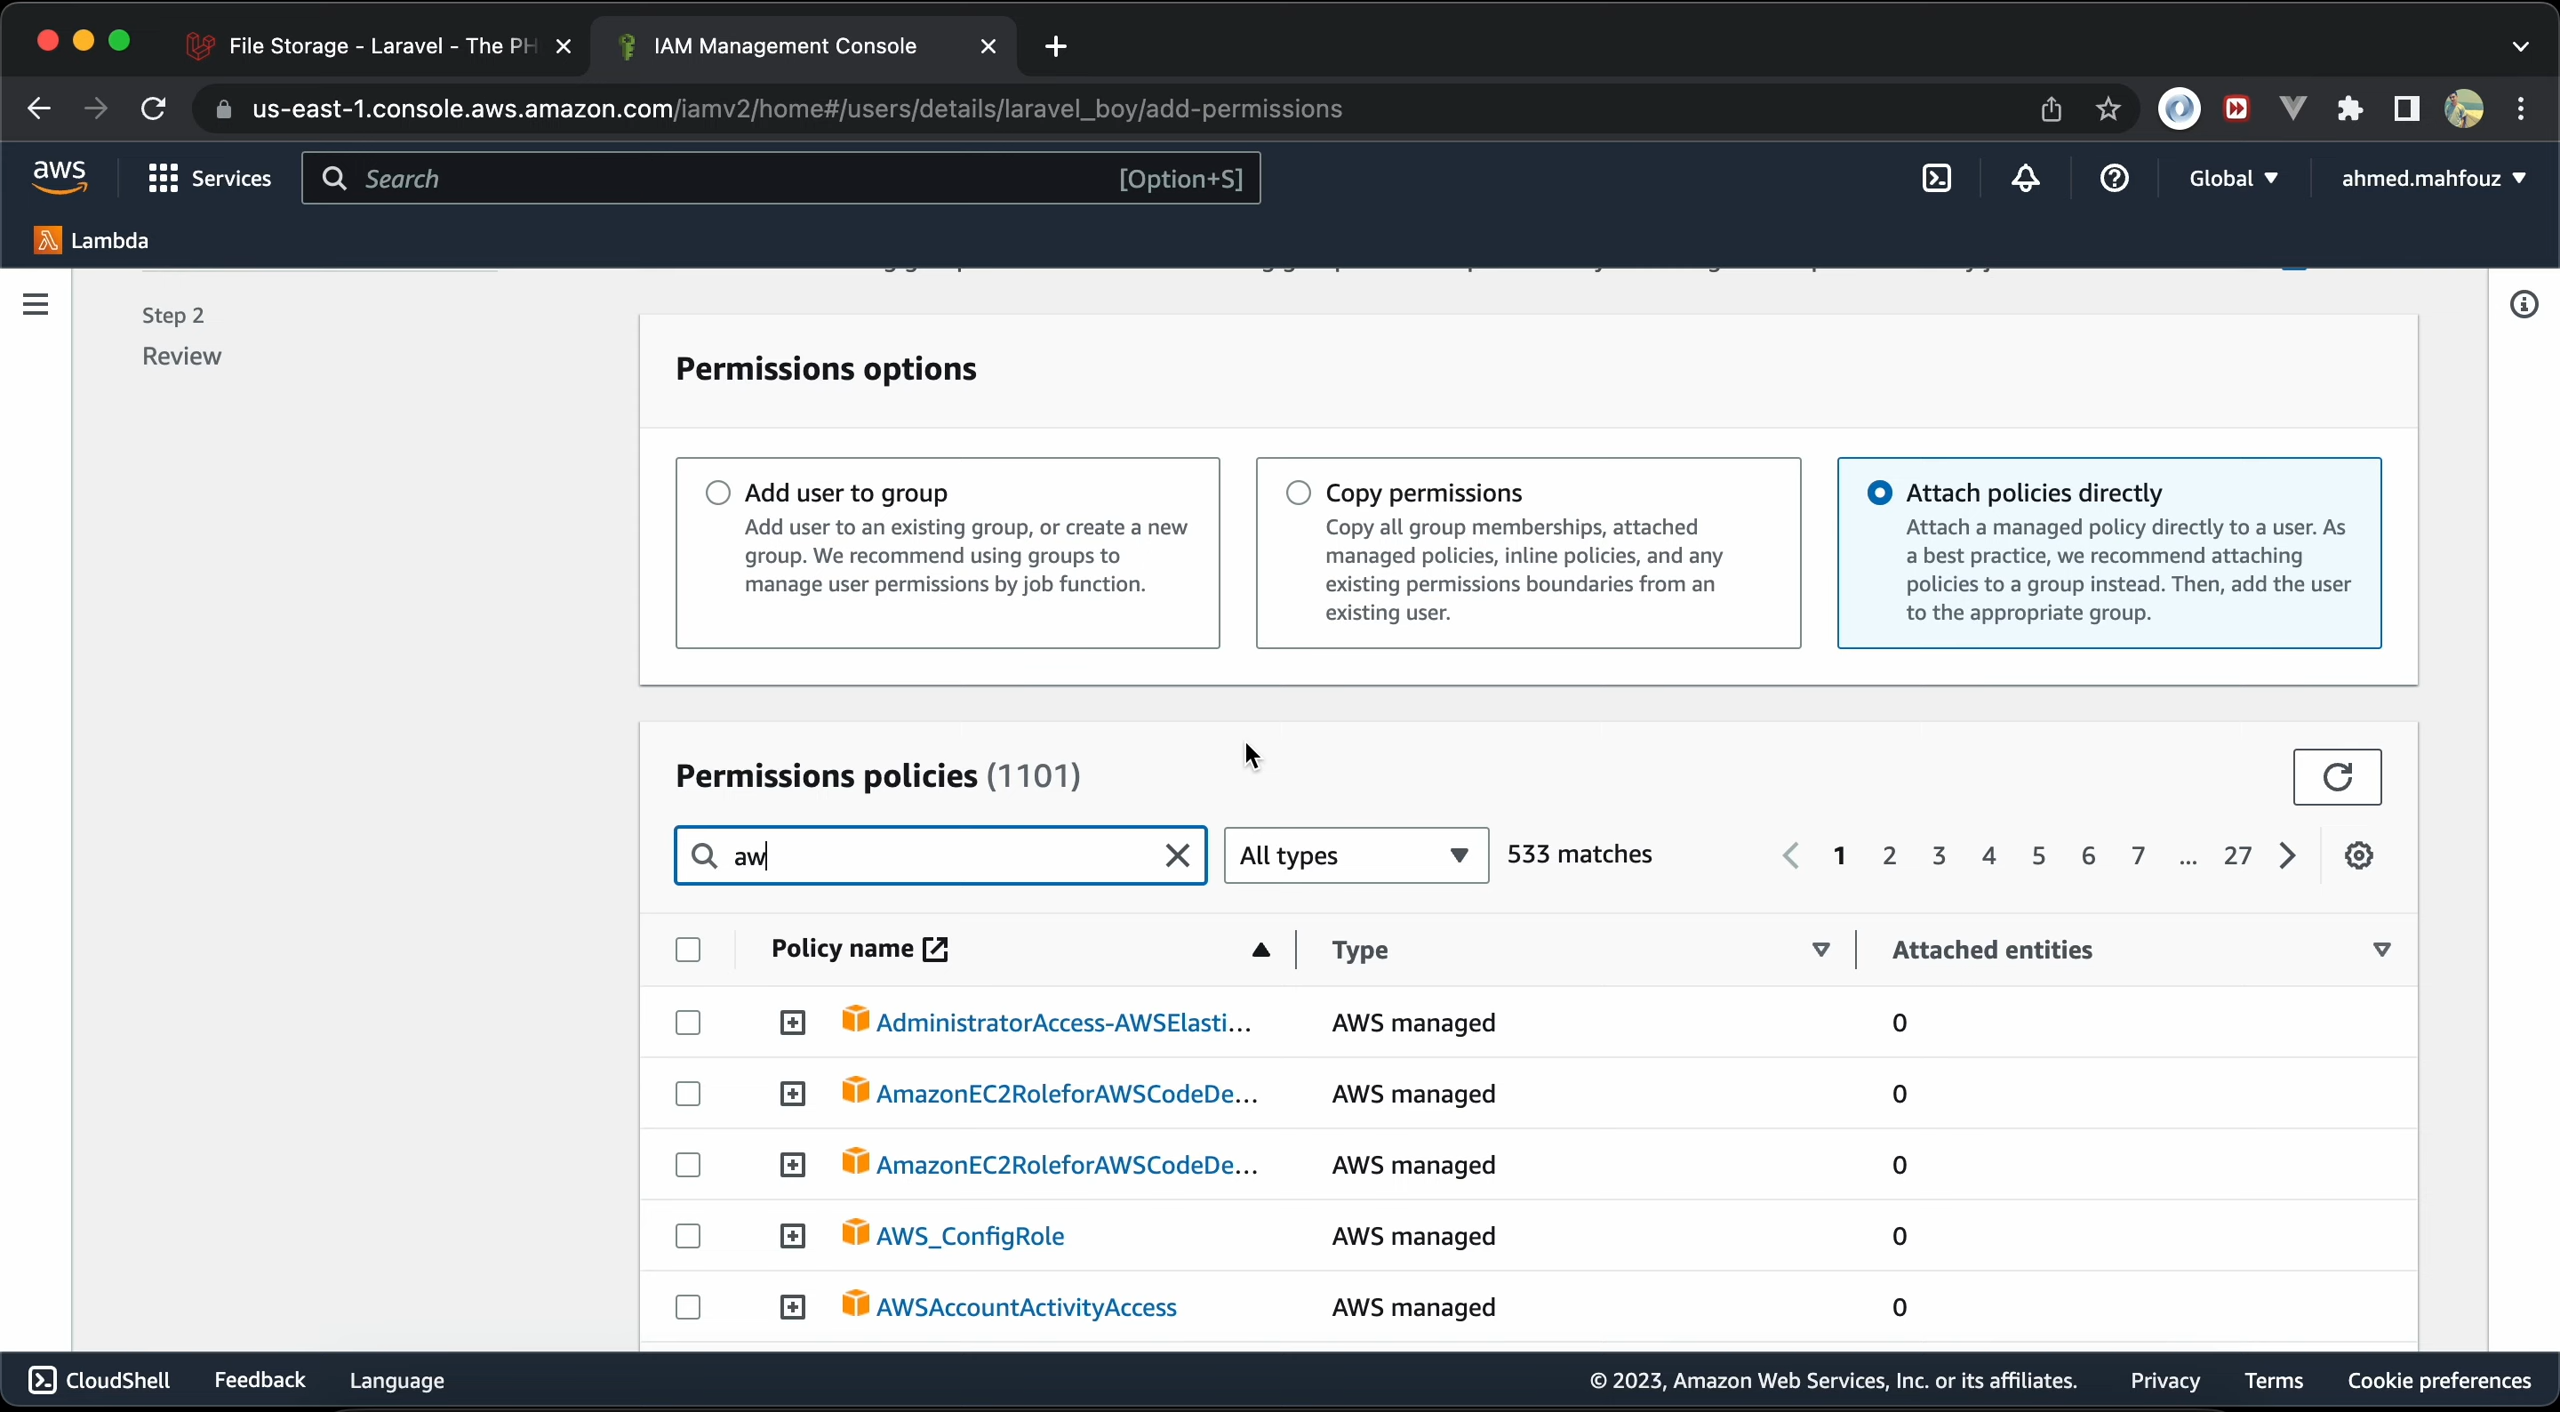 File Storage - Laravel - The PH
IAM Management Console
us-east-1.console.aws.amazon.com/iamv2/home#/users/details/laravel_boy/add-permissions
aws
Services
Search
[Option+S]
Global
ahmed.mahfouz
Lambda
Step 2
Review
Permissions options
Add user to group
Add user to an existing group, or create a new
group. We recommend using groups to
manage user permissions by job function.
Copy permissions
Copy all group memberships, attached
managed policies, inline policies, and any
existing permissions boundaries from an
existing user.
Attach policies directly
Attach a managed policy directly to a user. As
a best practice, we recommend attaching
policies to a group instead. Then, add the user
to the appropriate group.
Permissions policies (1101)
aw
All types
533 matches
1 2 3 4 5 6 7 ... 27
Policy name Type Attached entities
AdministratorAccess-AWSElasti... AWS managed 0
AmazonEC2RoleforAWSCodeDe... AWS managed 0
AmazonEC2RoleforAWSCodeDe... AWS managed 0
AWS_ConfigRole AWS managed 0
AWSAccountActivityAccess AWS managed 0
CloudShell Feedback Language
© 2023, Amazon Web Services, Inc. or its affiliates. Privacy Terms Cookie preferences